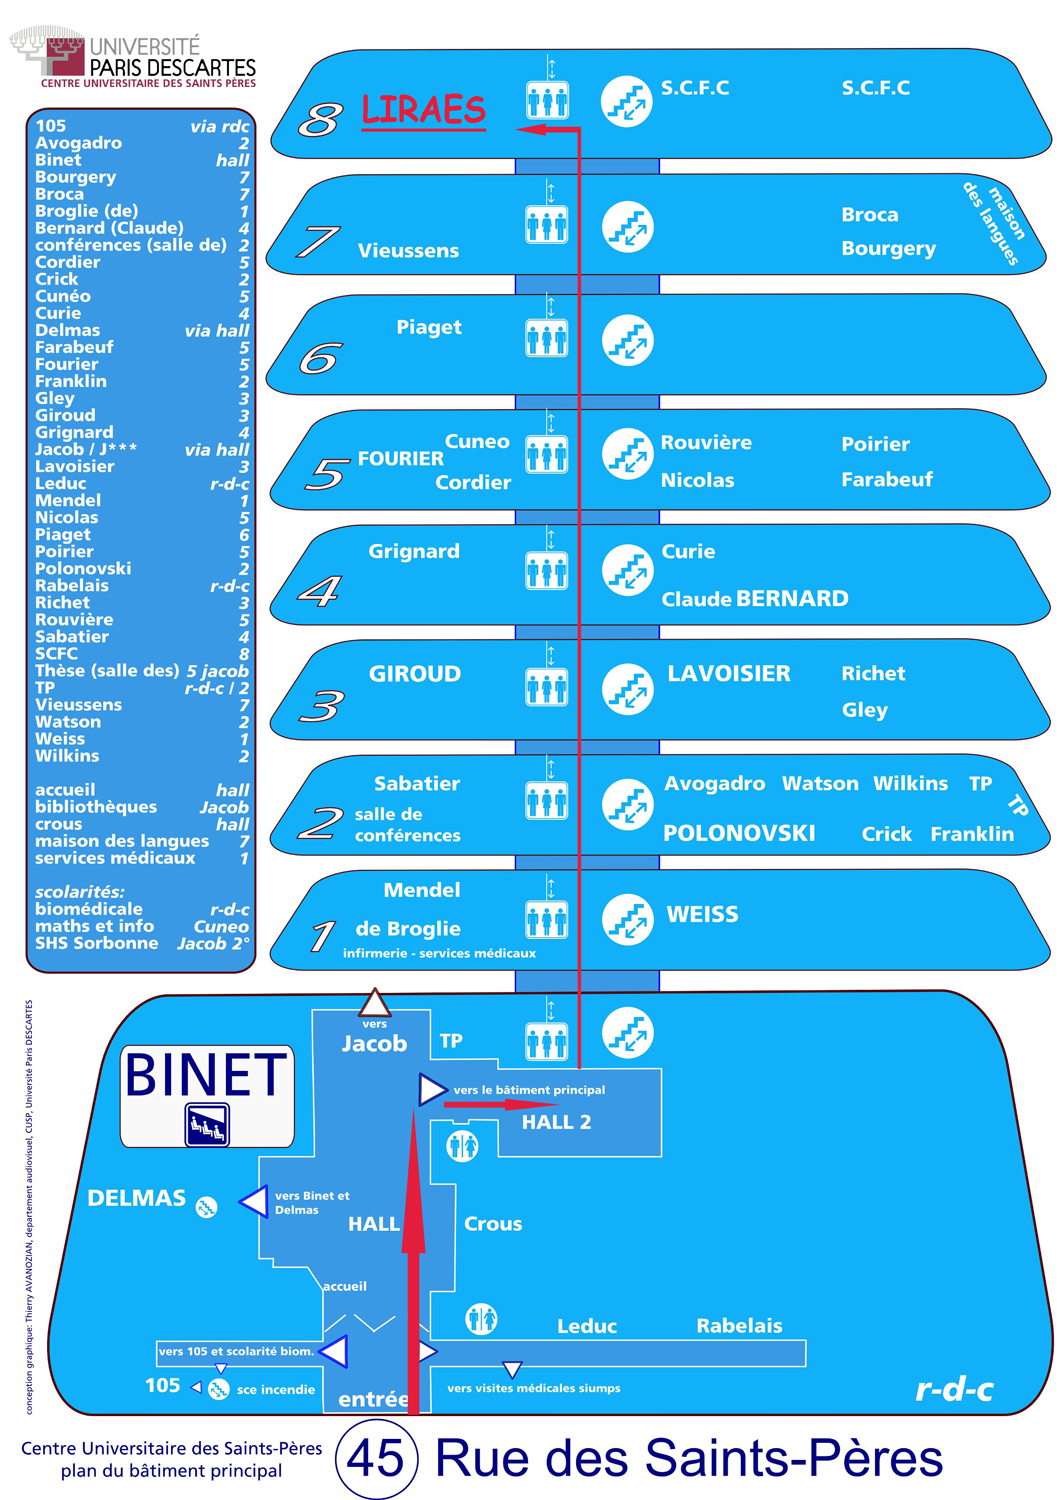 UNIVERSITÉ
PARIS DESCARTES
CENTRE UNIVERSITAIRE DES SAINTS PÈRES
105 via rdc
Avogadro 2
Binet hall
Bourgery 7
Broca 7
Broglie (de) 1
Bernard (Claude) 4
conférences (salle de) 2
Cordier 5
Crick 2
Cunéo 5
Curie 4
Delmas via hall
Farabeuf 5
Fourier 5
Franklin 2
Gley 3
Giroud 3
Grignard 4
Jacob / J*** via hall
Lavoisier 3
Leduc r-d-c
Mendel 1
Nicolas 5
Piaget 6
Poirier 5
Polonovski 2
Rabelais r-d-c
Richet 3
Rouvière 5
Sabatier 4
SCFC 8
Thèse (salle des) 5 jacob
TP r-d-c / 2
Vieussens 7
Watson 2
Weiss 1
Wilkins 2
accueil hall
bibliothèques Jacob
crous hall
maison des langues 7
services médicaux 1
scolarités:
biomédicale r-d-c
maths et info Cuneo
SHS Sorbonne Jacob 2°
8 LIRAES S.C.F.C S.C.F.C
7 Vieussens
Broca
Bourgery
maison
des langues
6 Piaget
5 FOURIER
Cuneo
Cordier
Rouvière Poirier
Nicolas Farabeuf
4 Grignard Curie
Claude BERNARD
3 GIROUD LAVOISIER Richet
Gley
2 Sabatier
salle de
conférences
Avogadro Watson Wilkins TP
TP
POLONOVSKI Crick Franklin
1 Mendel
de Broglie
infirmerie - services médicaux
WEISS
vers
Jacob TP
BINET
vers le bâtiment principal
HALL 2
DELMAS
vers Binet et
Delmas
HALL Crous
accueil
Leduc Rabelais
vers 105 et scolarité biom.
105 sce incendie
vers visites médicales siumps
entrée
r-d-c
conception graphique: Thierry AVANOZIAN, departement audiovisuel, CUSP, Université Paris DESCARTES
Centre Universitaire des Saints-Pères
plan du bâtiment principal
45 Rue des Saints-Pères